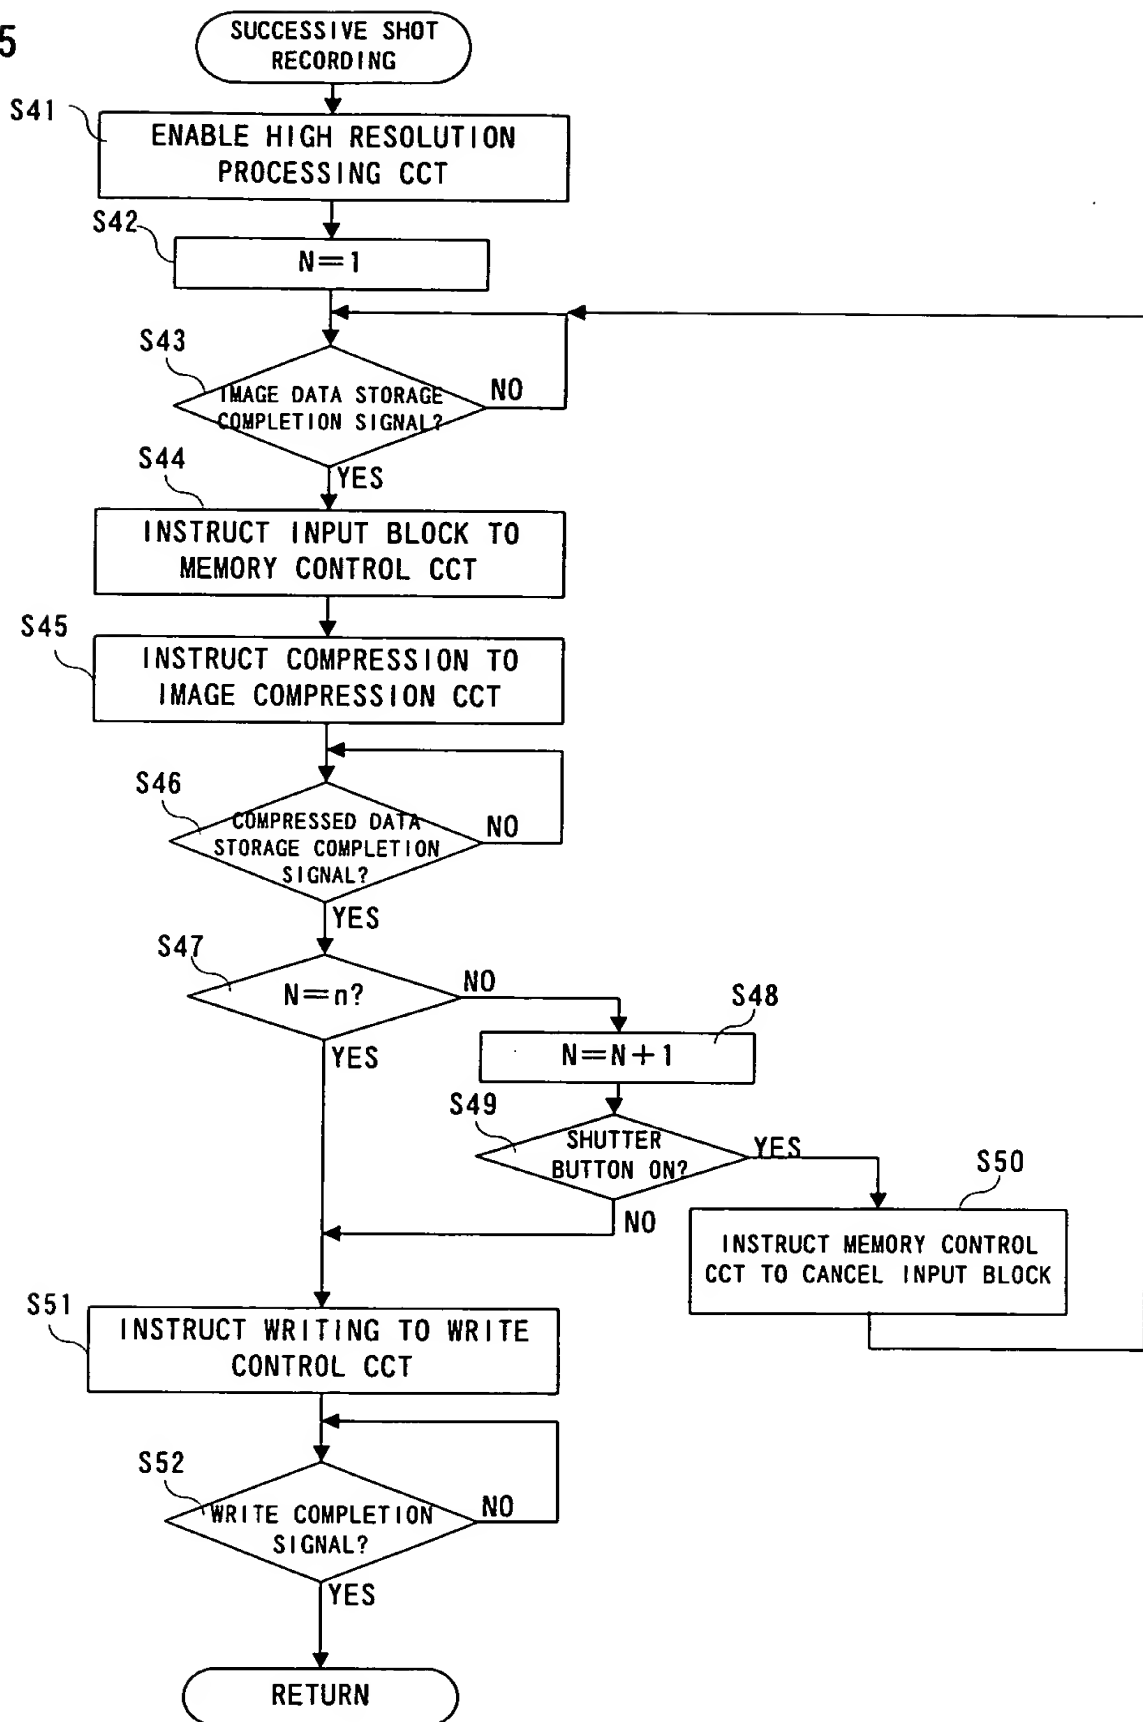 5
SUCCESSIVE SHOT
RECORDING
S41
ENABLE HIGH RESOLUTION
PROCESSING CCT
S42
N=1
S43
IMAGE DATA STORAGE
COMPLETION SIGNAL?
NO
YES
S44
INSTRUCT INPUT BLOCK TO
MEMORY CONTROL CCT
S45
INSTRUCT COMPRESSION TO
IMAGE COMPRESSION CCT
S46
COMPRESSED DATA
STORAGE COMPLETION
SIGNAL?
NO
YES
S47
N=n?
NO
YES
S48
N=N+1
S49
SHUTTER
BUTTON ON?
YES
NO
S50
INSTRUCT MEMORY CONTROL
CCT TO CANCEL INPUT BLOCK
S51
INSTRUCT WRITING TO WRITE
CONTROL CCT
S52
WRITE COMPLETION
SIGNAL?
NO
YES
RETURN